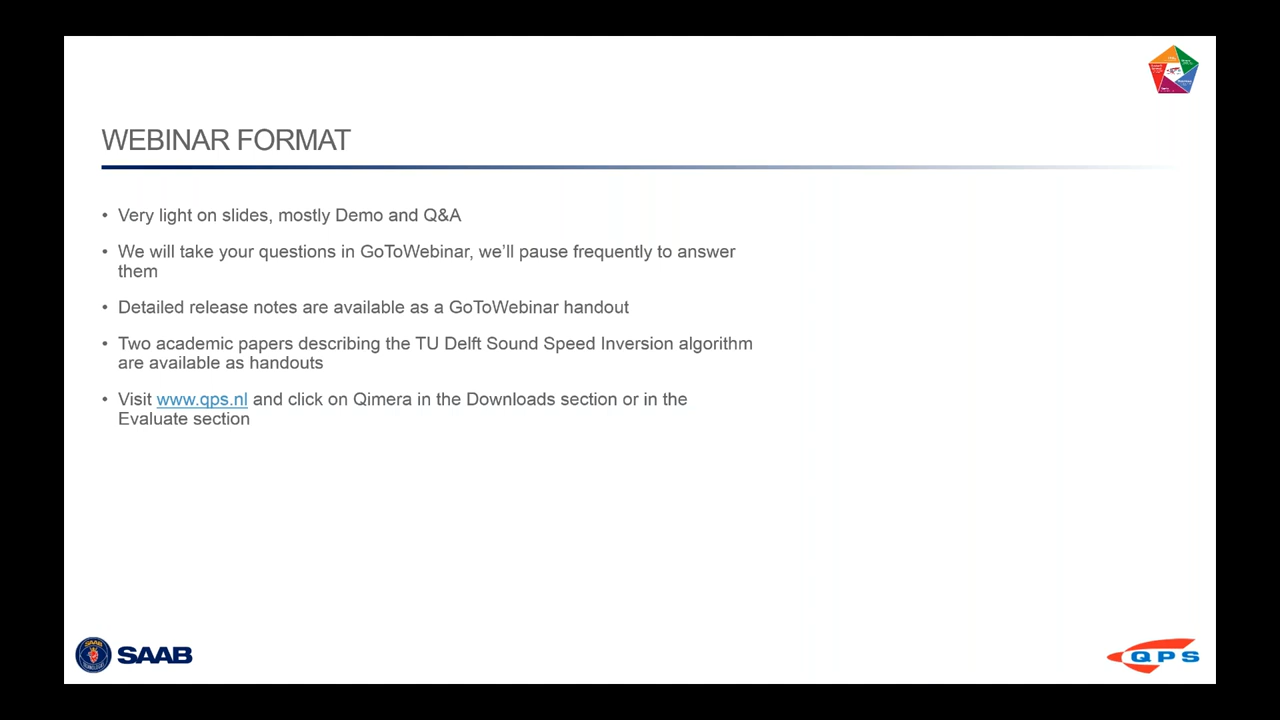 WEBINAR FORMAT
• Very light on slides, mostly Demo and Q&A
• We will take your questions in GoToWebinar, we’ll pause frequently to answer
them
• Detailed release notes are available as a GoToWebinar handout
• Two academic papers describing the TU Delft Sound Speed Inversion algorithm
are available as handouts
• Visit www.qps.nl and click on Qimera in the Downloads section or in the
Evaluate section
SAAB
QPS